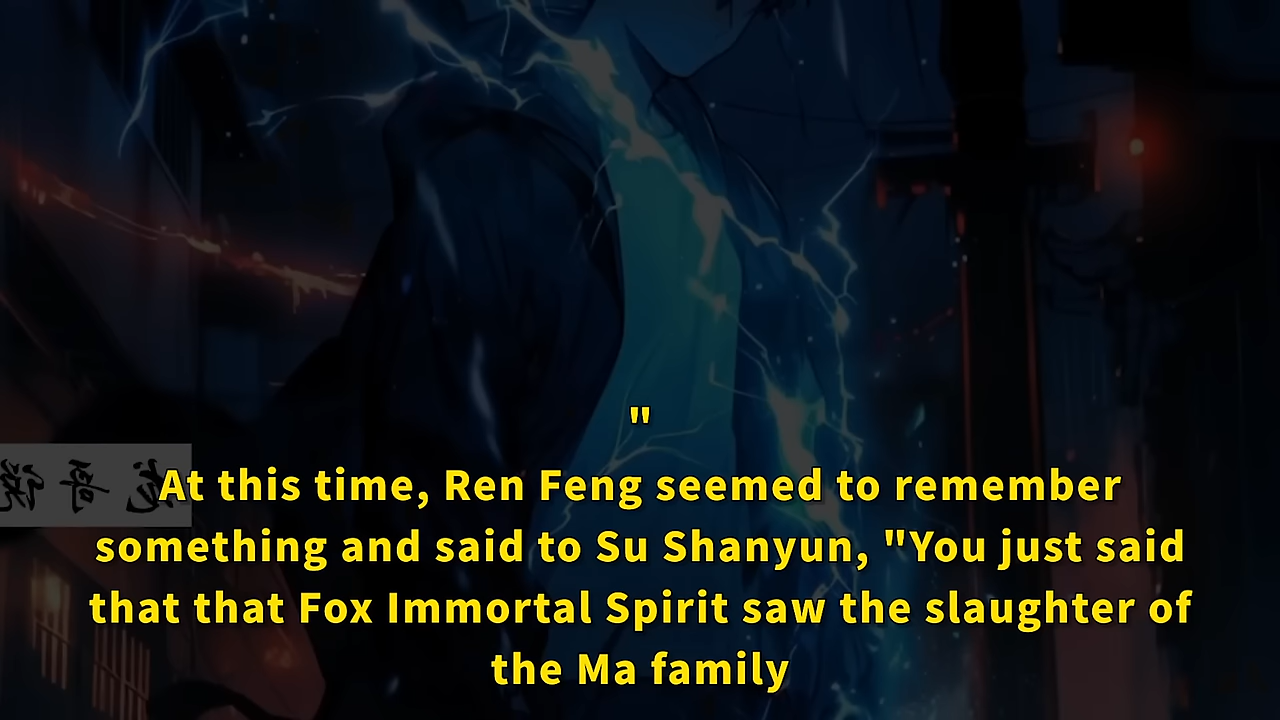 "
At this time, Ren Feng seemed to remember
something and said to Su Shanyun, "You just said
that that Fox Immortal Spirit saw the slaughter of
the Ma family